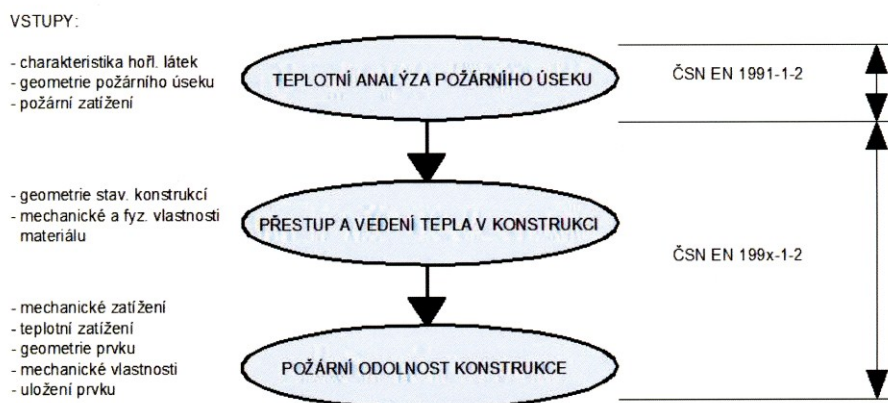 VSTUPY:
- charakteristika hořl. látek
- geometrie požárního úseku
- požární zatížení
TEPLOTNÍ ANALÝZA POŽÁRNÍHO ÚSEKU
ČSN EN 1991-1-2
- geometrie stav. konstrukcí
- mechanické a fyz. vlastnosti
materiálu
PŘESTUP A VEDENÍ TEPLA V KONSTRUKCI
ČSN EN 199x-1-2
- mechanické zatížení
- teplotní zatížení
- geometrie prvku
- mechanické vlastnosti
- uložení prvku
POŽÁRNÍ ODOLNOST KONSTRUKCE